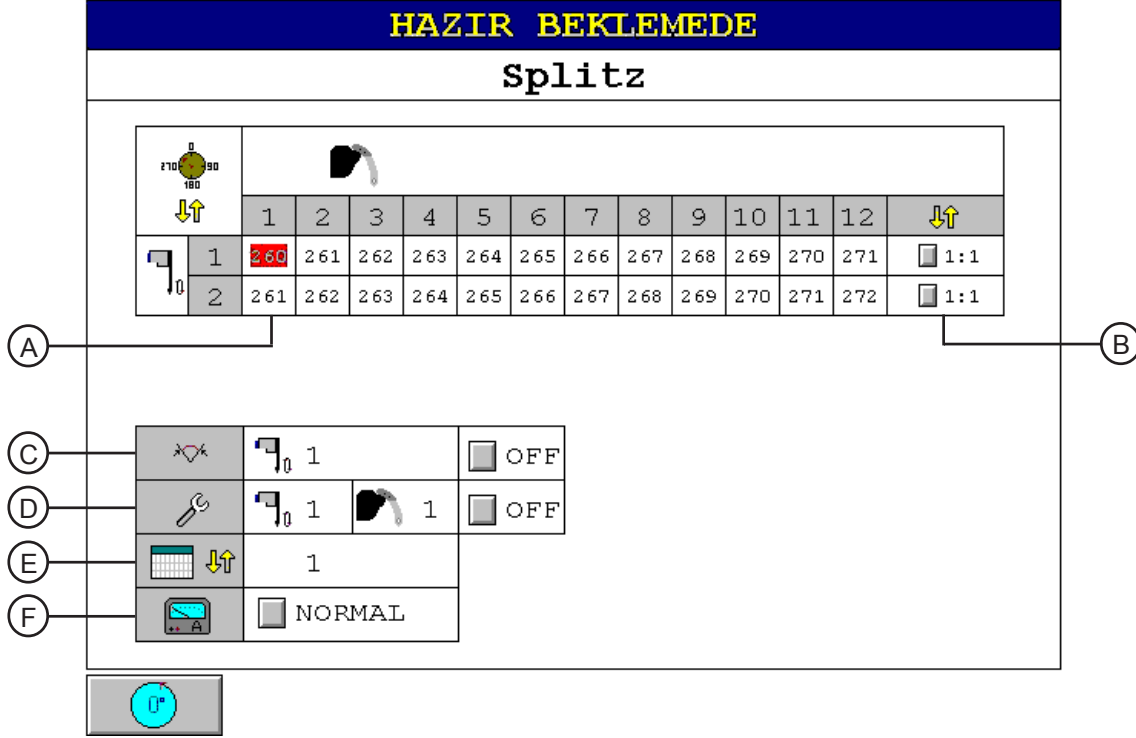 HAZIR BEKLEMEDE
Splitz
0
270 90
180
1 2 3 4 5 6 7 8 9 10 11 12
1 260 261 262 263 264 265 266 267 268 269 270 271 1:1
2 261 262 263 264 265 266 267 268 269 270 271 272 1:1
A
B
C 1 OFF
D 1 1 OFF
E 1
F A NORMAL
0°